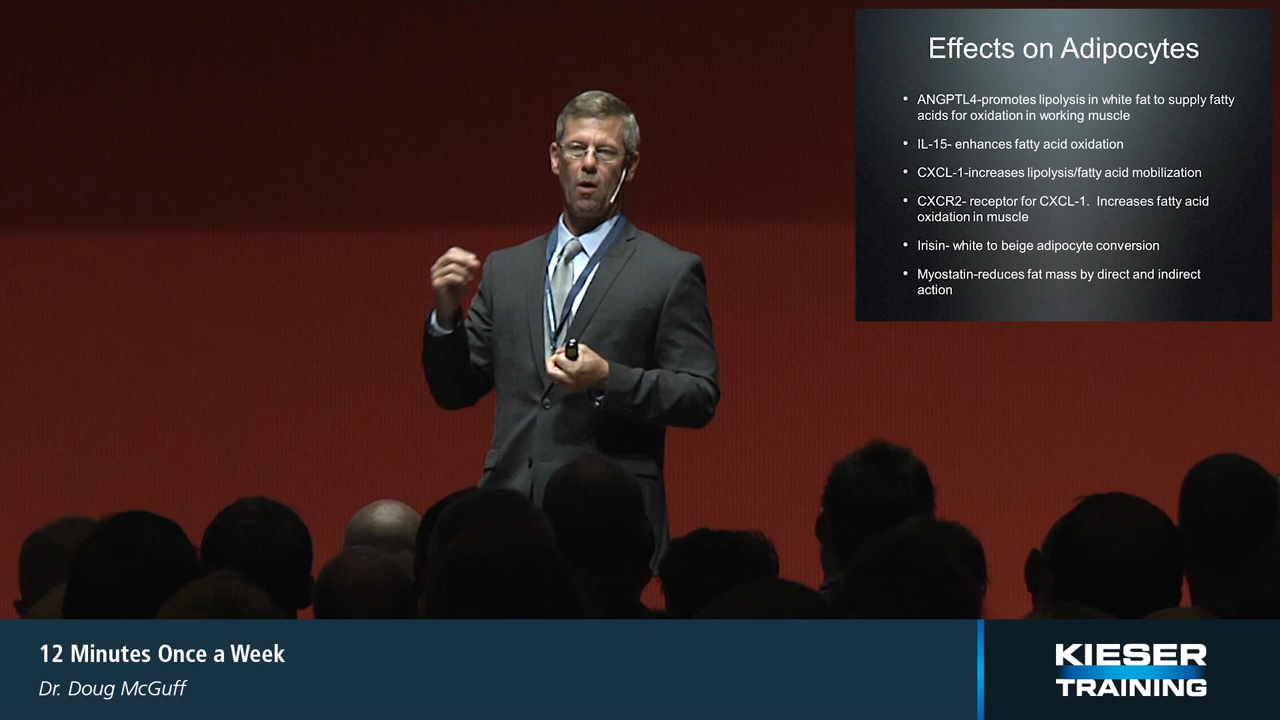 Effects on Adipocytes
• ANGPTL4-promotes lipolysis in white fat to supply fatty
acids for oxidation in working muscle
• IL-15- enhances fatty acid oxidation
• CXCL-1-increases lipolysis/fatty acid mobilization
• CXCR2- receptor for CXCL-1. Increases fatty acid
oxidation in muscle
• Irisin- white to beige adipocyte conversion
• Myostatin-reduces fat mass by direct and indirect
action
12 Minutes Once a Week
Dr. Doug McGuff
KIESER
TRAINING